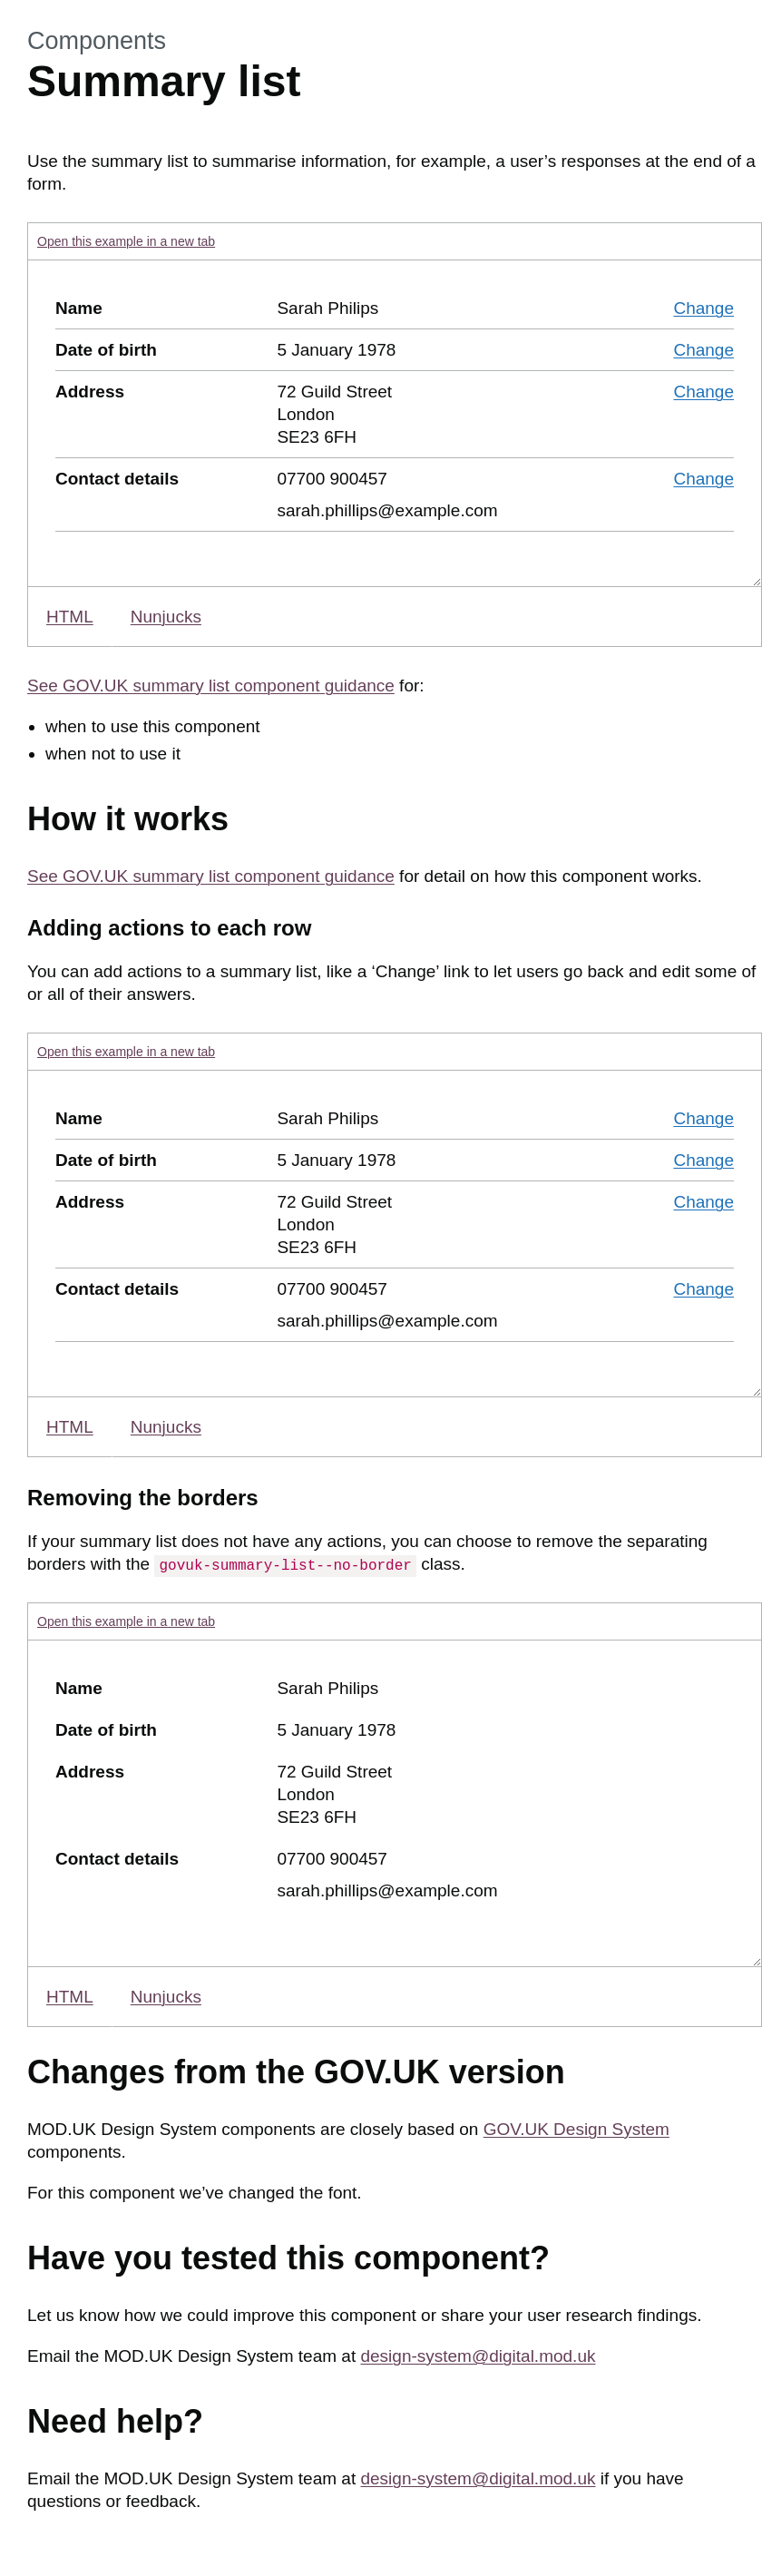 Components
Summary list
Use the summary list to summarise information, for example, a user’s responses at the end of a
form.
Open this example in a new tab
Name Sarah Philips Change
Date of birth 5 January 1978 Change
Address 72 Guild Street Change
London
SE23 6FH
Contact details 07700 900457 Change
sarah.phillips@example.com
HTML Nunjucks
See GOV.UK summary list component guidance for:
• when to use this component
• when not to use it
How it works
See GOV.UK summary list component guidance for detail on how this component works.
Adding actions to each row
You can add actions to a summary list, like a ‘Change’ link to let users go back and edit some of
or all of their answers.
Open this example in a new tab
Name Sarah Philips Change
Date of birth 5 January 1978 Change
Address 72 Guild Street Change
London
SE23 6FH
Contact details 07700 900457 Change
sarah.phillips@example.com
HTML Nunjucks
Removing the borders
If your summary list does not have any actions, you can choose to remove the separating
borders with the govuk-summary-list--no-border class.
Open this example in a new tab
Name Sarah Philips
Date of birth 5 January 1978
Address 72 Guild Street
London
SE23 6FH
Contact details 07700 900457
sarah.phillips@example.com
HTML Nunjucks
Changes from the GOV.UK version
MOD.UK Design System components are closely based on GOV.UK Design System
components.
For this component we’ve changed the font.
Have you tested this component?
Let us know how we could improve this component or share your user research findings.
Email the MOD.UK Design System team at design-system@digital.mod.uk
Need help?
Email the MOD.UK Design System team at design-system@digital.mod.uk if you have
questions or feedback.